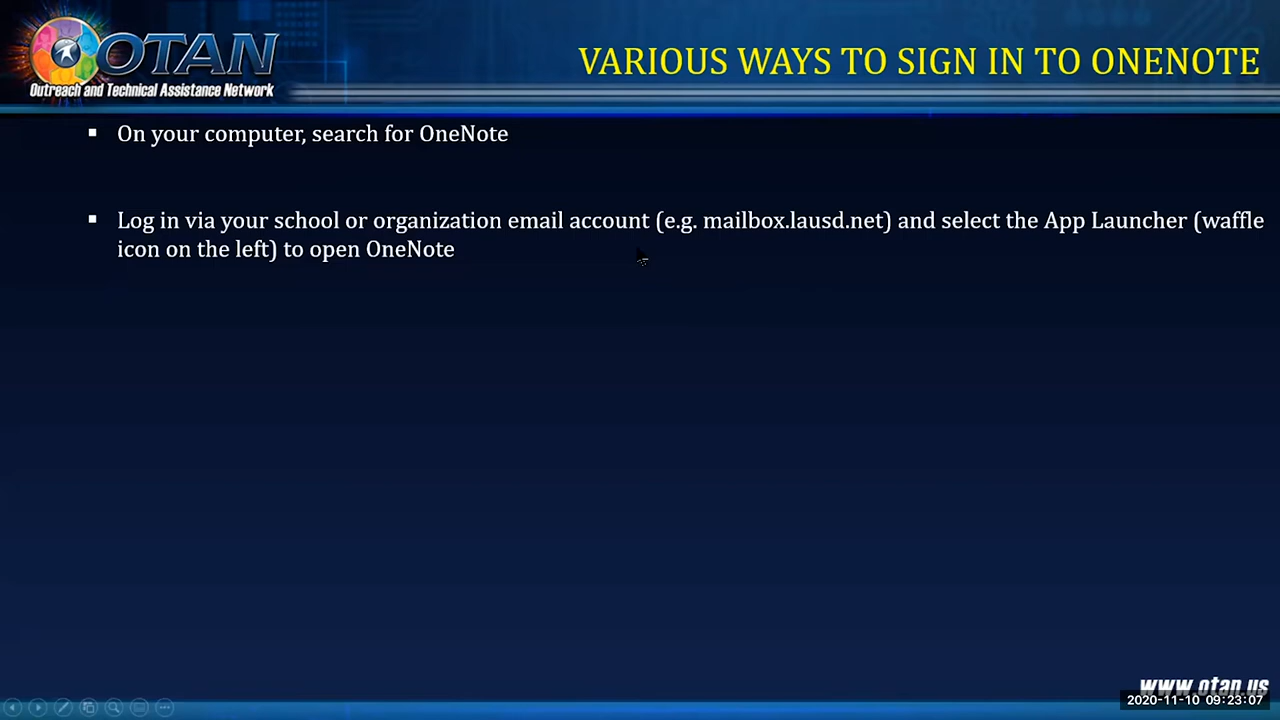 OTAN
Outreach and Technical Assistance Network
VARIOUS WAYS TO SIGN IN TO ONENOTE
▪ On your computer, search for OneNote
▪ Log in via your school or organization email account (e.g. mailbox.lausd.net) and select the App Launcher (waffle
icon on the left) to open OneNote
www.otan.us
2020-11-10 09:23:07